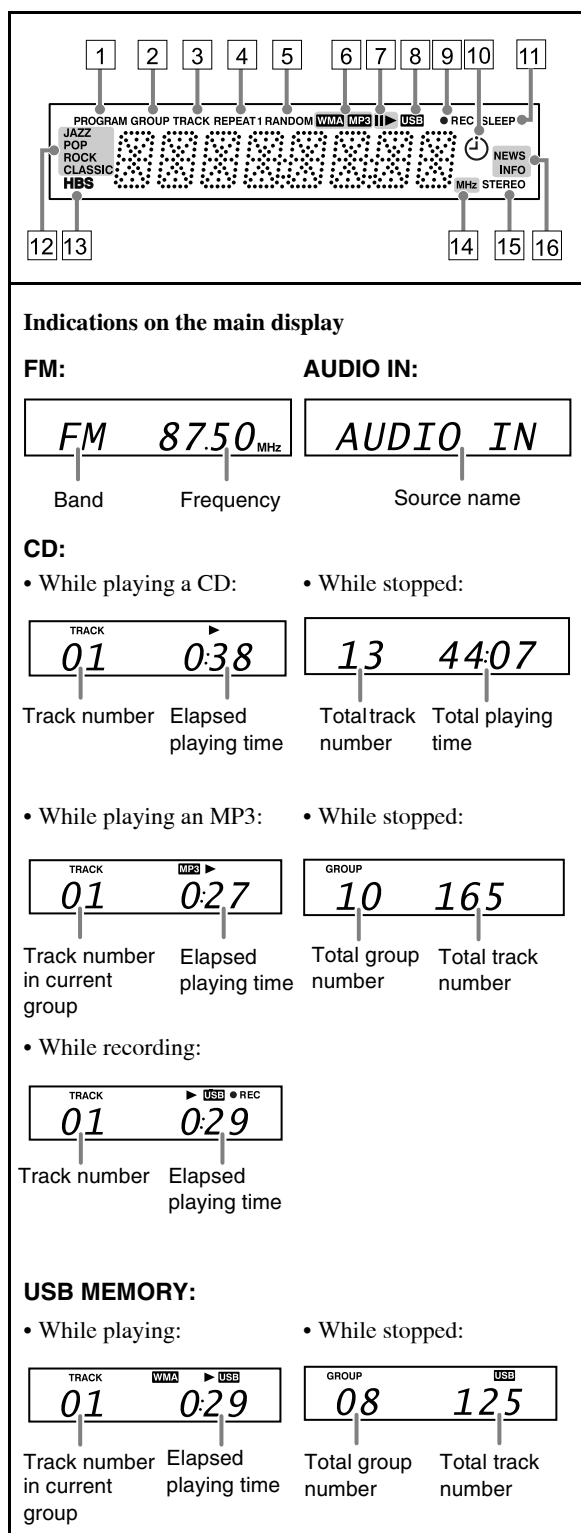 1 2 3 4 5 6 7 8 9 10 11
PROGRAM GROUP TRACK REPEAT 1 RANDOM WMA MP3 USB REC SLEEP
JAZZ
POP
ROCK
CLASSIC
HBS
NEWS
INFO
MHz STEREO
12 13 14 15 16
Indications on the main display
FM: AUDIO IN:
FM 87.50 MHz AUDIO IN
Band Frequency Source name
CD:
• While playing a CD: • While stopped:
TRACK
01 0:38 13 44:07
Track number Elapsed playing time Total track number Total playing time
• While playing an MP3: • While stopped:
TRACK MP3 GROUP
01 0:27 10 165
Track number in current group Elapsed playing time Total group number Total track number
• While recording:
TRACK USB REC
01 0:29
Track number Elapsed playing time
USB MEMORY:
• While playing: • While stopped:
TRACK WMA USB GROUP USB
01 0:29 08 125
Track number in current group Elapsed playing time Total group number Total track number